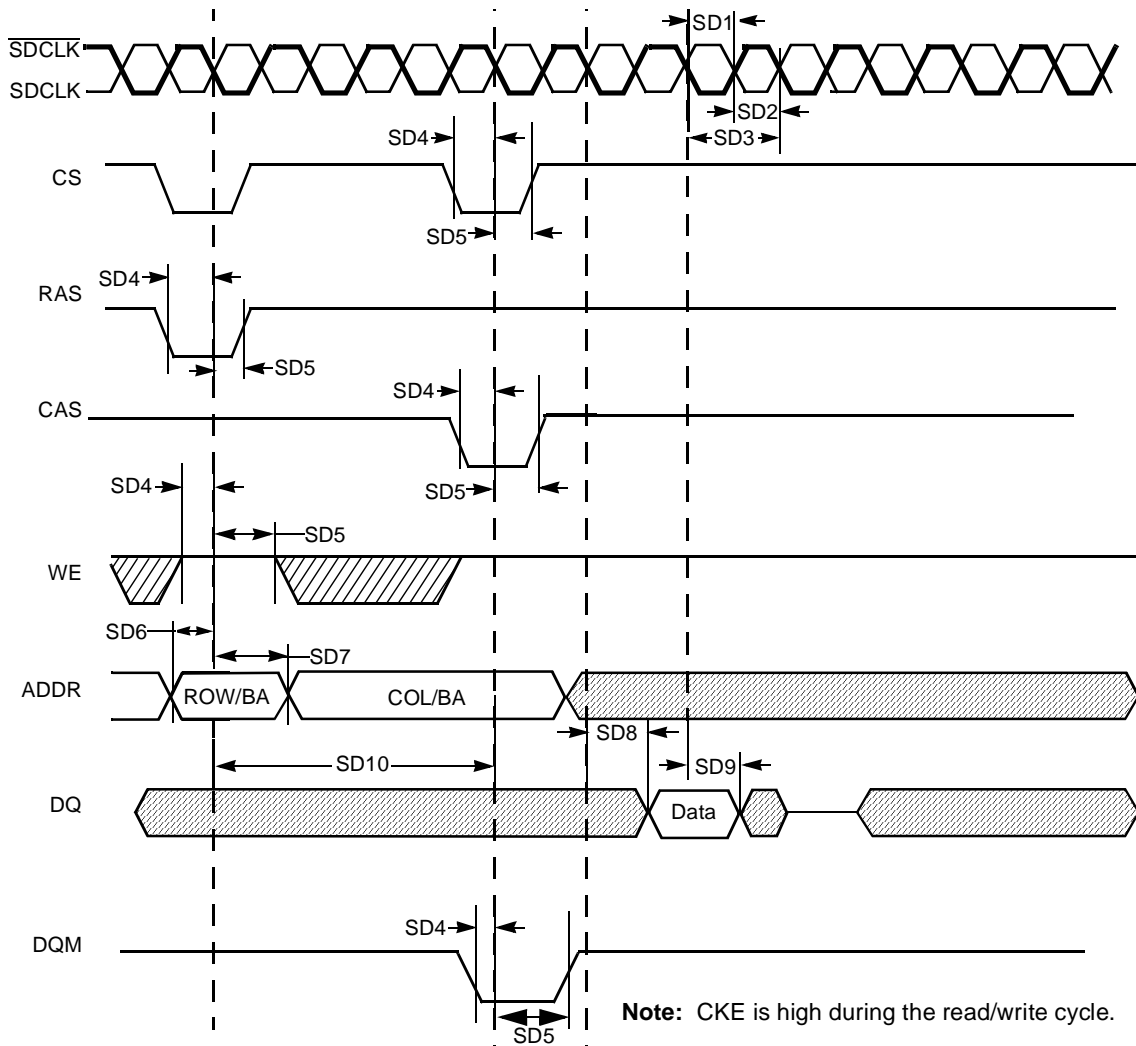 SD1
SDCLK
SDCLK
SD2
SD4
SD3
CS
SD5
SD4
RAS
SD5
SD4
CAS
SD4
SD5
SD5
WE
SD6
SD7
ADDR
ROW/BA
COL/BA
SD8
SD10
SD9
DQ
Data
SD4
DQM
Note: CKE is high during the read/write cycle.
SD5